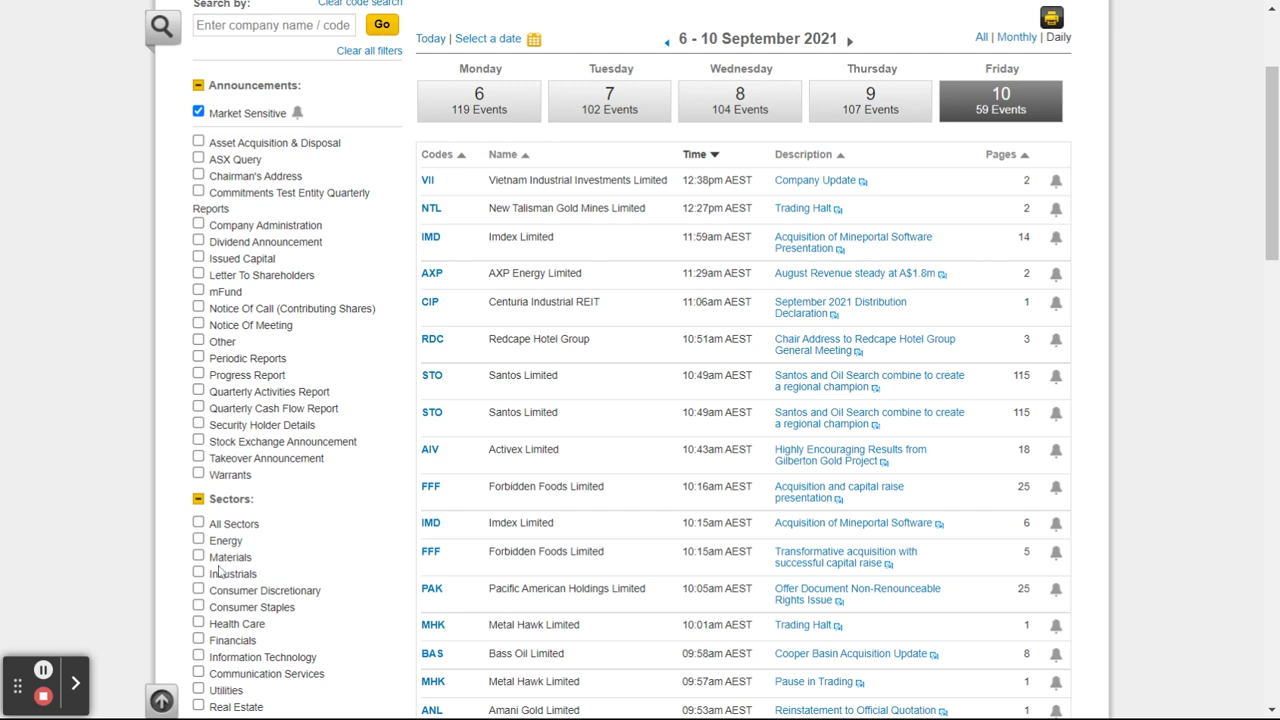 Search by:
Clear code search
Enter company name / code
Go
Clear all filters
Announcements:
Market Sensitive
Asset Acquisition & Disposal
ASX Query
Chairman's Address
Commitments Test Entity Quarterly
Reports
Company Administration
Dividend Announcement
Issued Capital
Letter To Shareholders
mFund
Notice Of Call (Contributing Shares)
Notice Of Meeting
Other
Periodic Reports
Progress Report
Quarterly Activities Report
Quarterly Cash Flow Report
Security Holder Details
Stock Exchange Announcement
Takeover Announcement
Warrants
Sectors:
All Sectors
Energy
Materials
Industrials
Consumer Discretionary
Consumer Staples
Health Care
Financials
Information Technology
Communication Services
Utilities
Real Estate
Today | Select a date
6 - 10 September 2021
All | Monthly | Daily
Monday Tuesday Wednesday Thursday Friday
6 7 8 9 10
119 Events 102 Events 104 Events 107 Events 59 Events
Codes Name Time Description Pages
VII Vietnam Industrial Investments Limited 12:38pm AEST Company Update 2
NTL New Talisman Gold Mines Limited 12:27pm AEST Trading Halt 2
IMD Imdex Limited 11:59am AEST Acquisition of Mineportal Software 14
Presentation
AXP AXP Energy Limited 11:29am AEST August Revenue steady at A$1.8m 2
CIP Centuria Industrial REIT 11:06am AEST September 2021 Distribution 1
Declaration
RDC Redcape Hotel Group 10:51am AEST Chair Address to Redcape Hotel Group 3
General Meeting
STO Santos Limited 10:49am AEST Santos and Oil Search combine to create 115
a regional champion
STO Santos Limited 10:49am AEST Santos and Oil Search combine to create 115
a regional champion
AIV Activex Limited 10:43am AEST Highly Encouraging Results from 18
Gilberton Gold Project
FFF Forbidden Foods Limited 10:16am AEST Acquisition and capital raise 25
presentation
IMD Imdex Limited 10:15am AEST Acquisition of Mineportal Software 6
FFF Forbidden Foods Limited 10:15am AEST Transformative acquisition with 5
successful capital raise
PAK Pacific American Holdings Limited 10:05am AEST Offer Document Non-Renounceable 25
Rights Issue
MHK Metal Hawk Limited 10:01am AEST Trading Halt 1
BAS Bass Oil Limited 09:58am AEST Cooper Basin Acquisition Update 8
MHK Metal Hawk Limited 09:57am AEST Pause in Trading 1
ANL Amani Gold Limited 09:53am AEST Reinstatement to Official Quotation 1